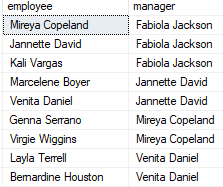 employee manager
Mireya Copeland Fabiola Jackson
Jannette David Fabiola Jackson
Kali Vargas Fabiola Jackson
Marcelene Boyer Jannette David
Venita Daniel Jannette David
Genna Serrano Mireya Copeland
Virgie Wiggins Mireya Copeland
Layla Terrell Venita Daniel
Bernardine Houston Venita Daniel